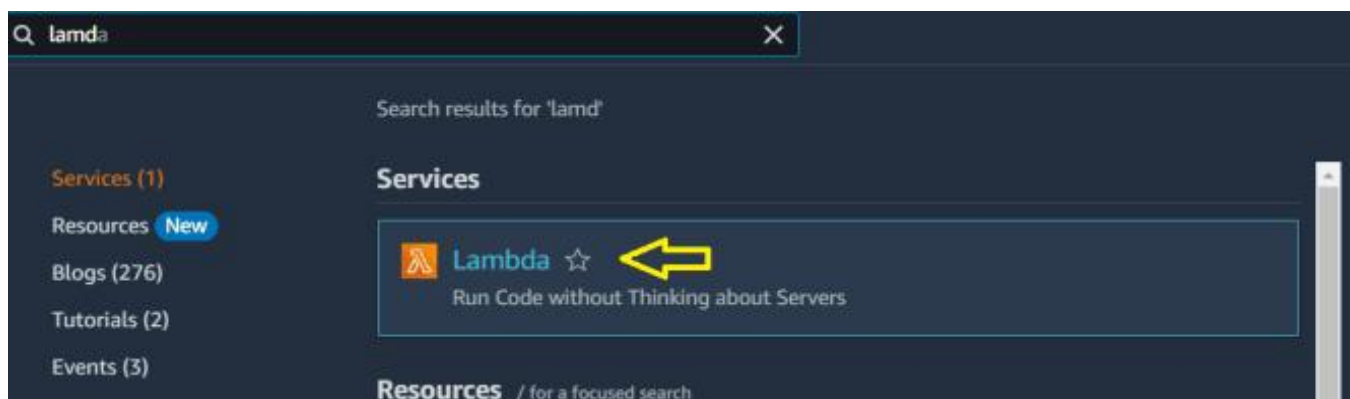 lamda
Search results for 'lamd'
Services (1)
Services
Resources New
Lambda
Run Code without Thinking about Servers
Blogs (276)
Tutorials (2)
Events (3)
Resources / for a focused search